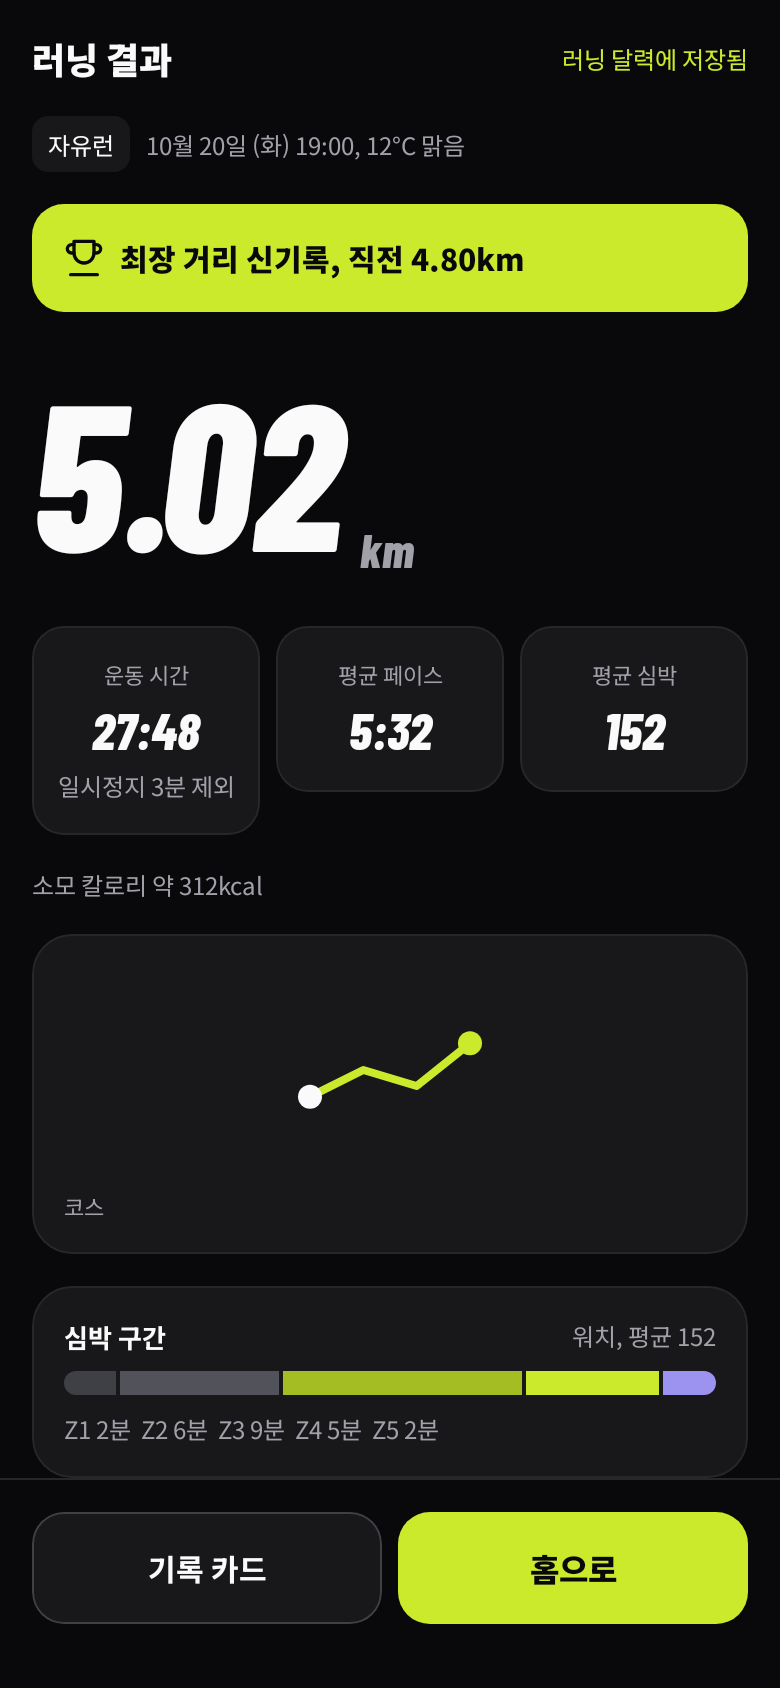 러닝 결과
러닝 달력에 저장됨
자유런
10월 20일 (화) 19:00, 12°C 맑음
최장 거리 신기록, 직전 4.80km
5.02 km
운동 시간
27:48
일시정지 3분 제외
평균 페이스
5:32
평균 심박
152
소모 칼로리 약 312kcal
코스
심박 구간
워치, 평균 152
Z1 2분 Z2 6분 Z3 9분 Z4 5분 Z5 2분
기록 카드
홈으로